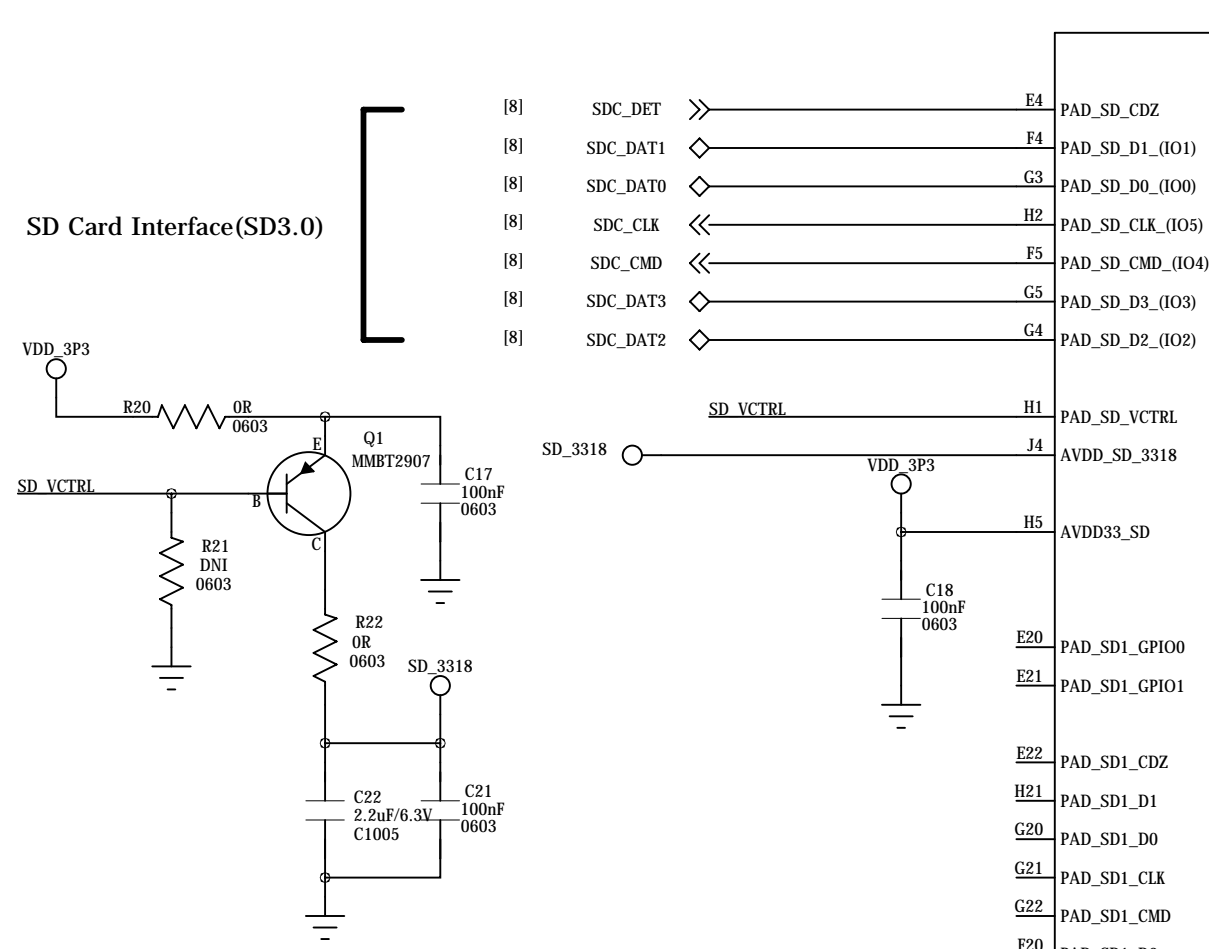 [8] SDC_DET E4 PAD_SD_CDZ
[8] SDC_DAT1 F4 PAD_SD_D1_(IO1)
[8] SDC_DAT0 G3 PAD_SD_D0_(IO0)
SD Card Interface(SD3.0)
[8] SDC_CLK H2 PAD_SD_CLK_(IO5)
[8] SDC_CMD F5 PAD_SD_CMD_(IO4)
[8] SDC_DAT3 G5 PAD_SD_D3_(IO3)
[8] SDC_DAT2 G4 PAD_SD_D2_(IO2)
VDD_3P3
R20 0R
0603
SD_VCTRL H1 PAD_SD_VCTRL
SD_3318 J4 AVDD_SD_3318
VDD_3P3
H5 AVDD33_SD
C18
100nF
0603
E
Q1
MMBT2907
C17
100nF
0603
SD_VCTRL
B
C
R21
DNI
0603
R22
0R
0603
SD_3318
C22
2.2uF/6.3V
C1005
C21
100nF
0603
E20 PAD_SD1_GPIO0
E21 PAD_SD1_GPIO1
E22 PAD_SD1_CDZ
H21 PAD_SD1_D1
G20 PAD_SD1_D0
G21 PAD_SD1_CLK
G22 PAD_SD1_CMD